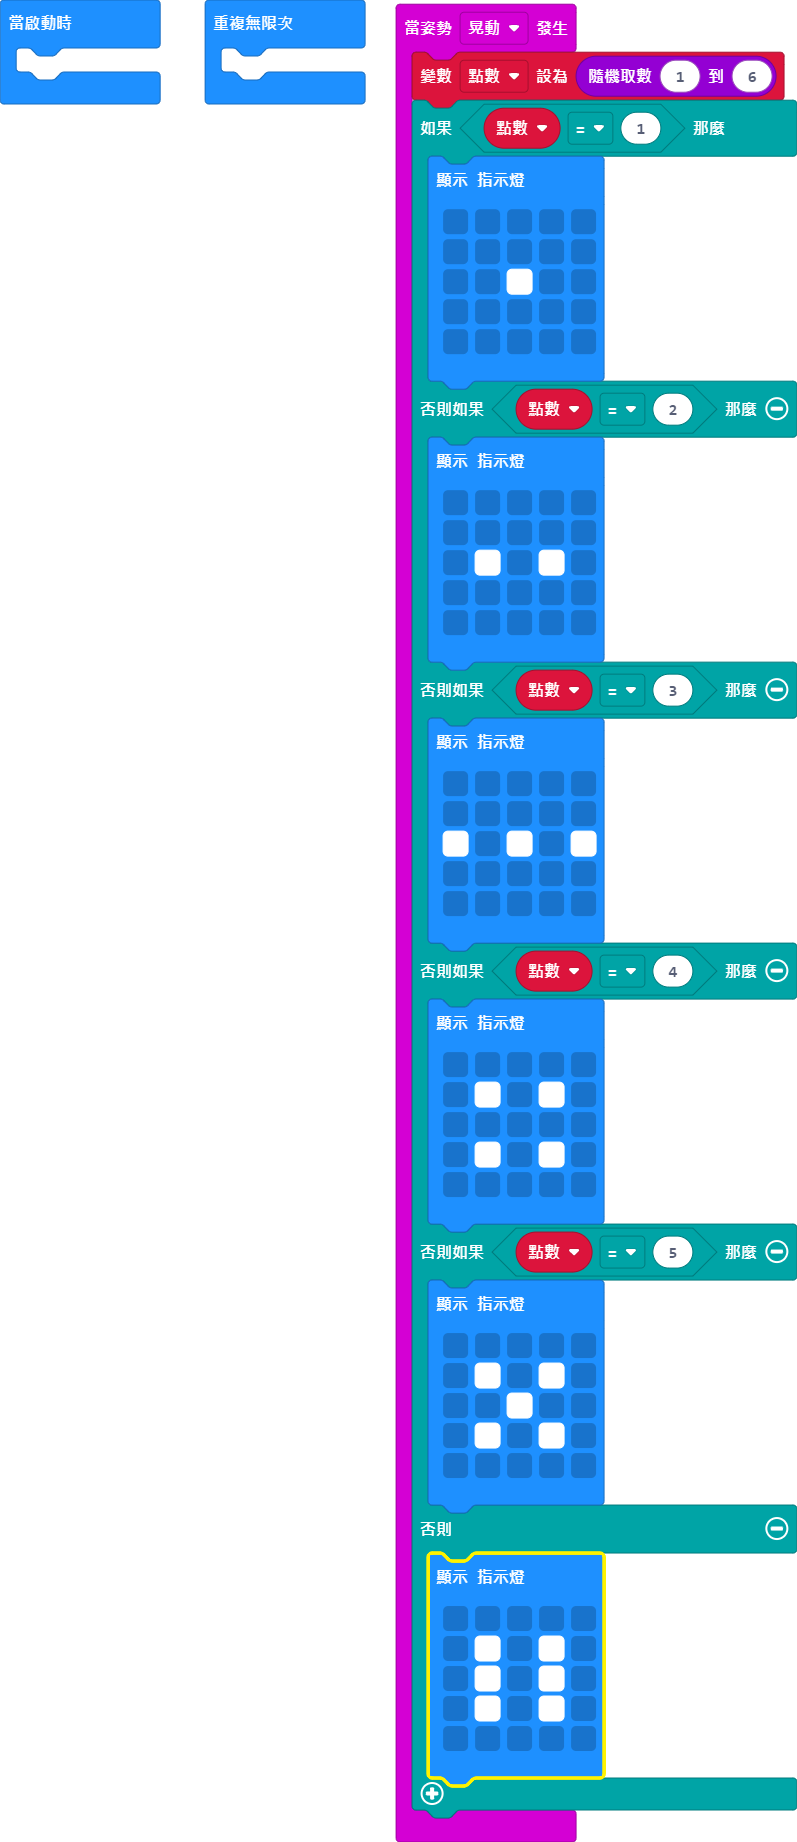 當啟動時
重複無限次
當姿勢 晃動 發生
變數 點數 設為 隨機取數 1 到 6
如果 點數 = 1 那麼
顯示 指示燈
否則如果 點數 = 2 那麼
顯示 指示燈
否則如果 點數 = 3 那麼
顯示 指示燈
否則如果 點數 = 4 那麼
顯示 指示燈
否則如果 點數 = 5 那麼
顯示 指示燈
否則
顯示 指示燈